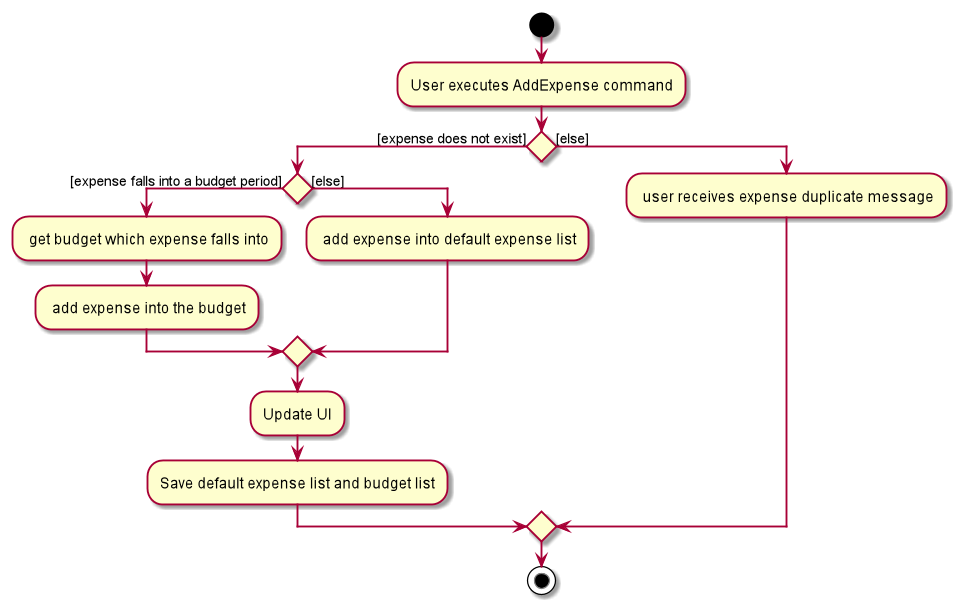 User executes AddExpense command
[expense does not exist]
[else]
[expense falls into a budget period]
[else]
user receives expense duplicate message
get budget which expense falls into
add expense into default expense list
add expense into the budget
Update UI
Save default expense list and budget list